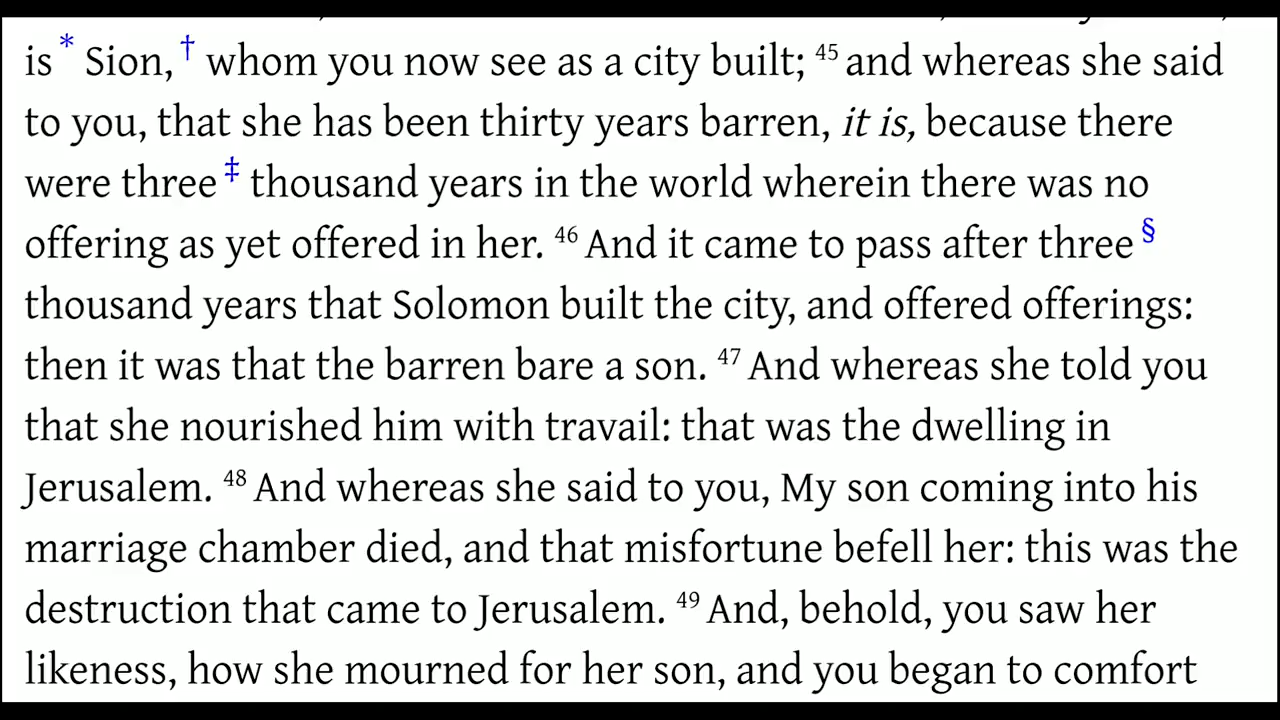 is * Sion, † whom you now see as a city built; 45 and whereas she said
to you, that she has been thirty years barren, it is, because there
were three ‡ thousand years in the world wherein there was no
offering as yet offered in her. 46 And it came to pass after three §
thousand years that Solomon built the city, and offered offerings:
then it was that the barren bare a son. 47 And whereas she told you
that she nourished him with travail: that was the dwelling in
Jerusalem. 48 And whereas she said to you, My son coming into his
marriage chamber died, and that misfortune befell her: this was the
destruction that came to Jerusalem. 49 And, behold, you saw her
likeness, how she mourned for her son, and you began to comfort